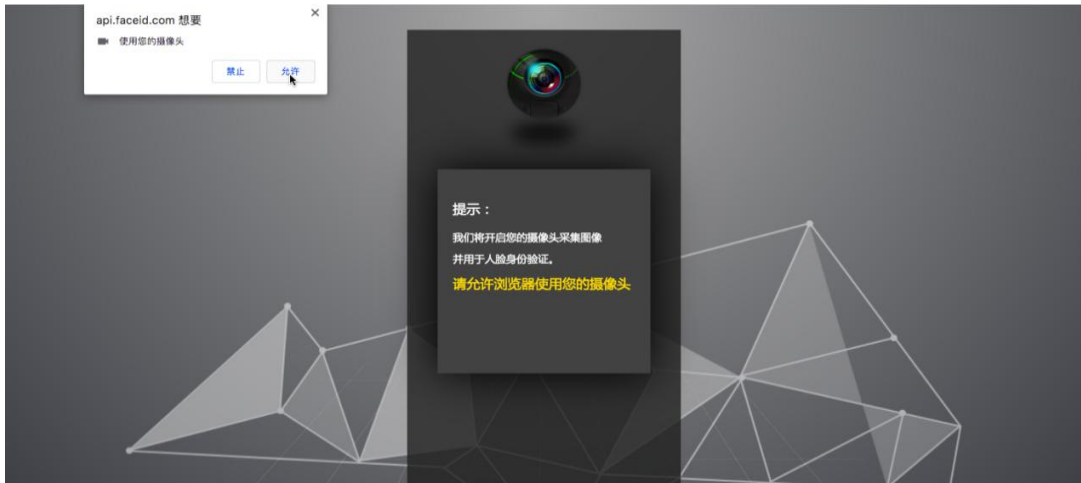 api.faceid.com 想要
使用您的摄像头
禁止
允许
提示：
我们将开启您的摄像头采集图像
并用于人脸身份验证。
请允许浏览器使用您的摄像头